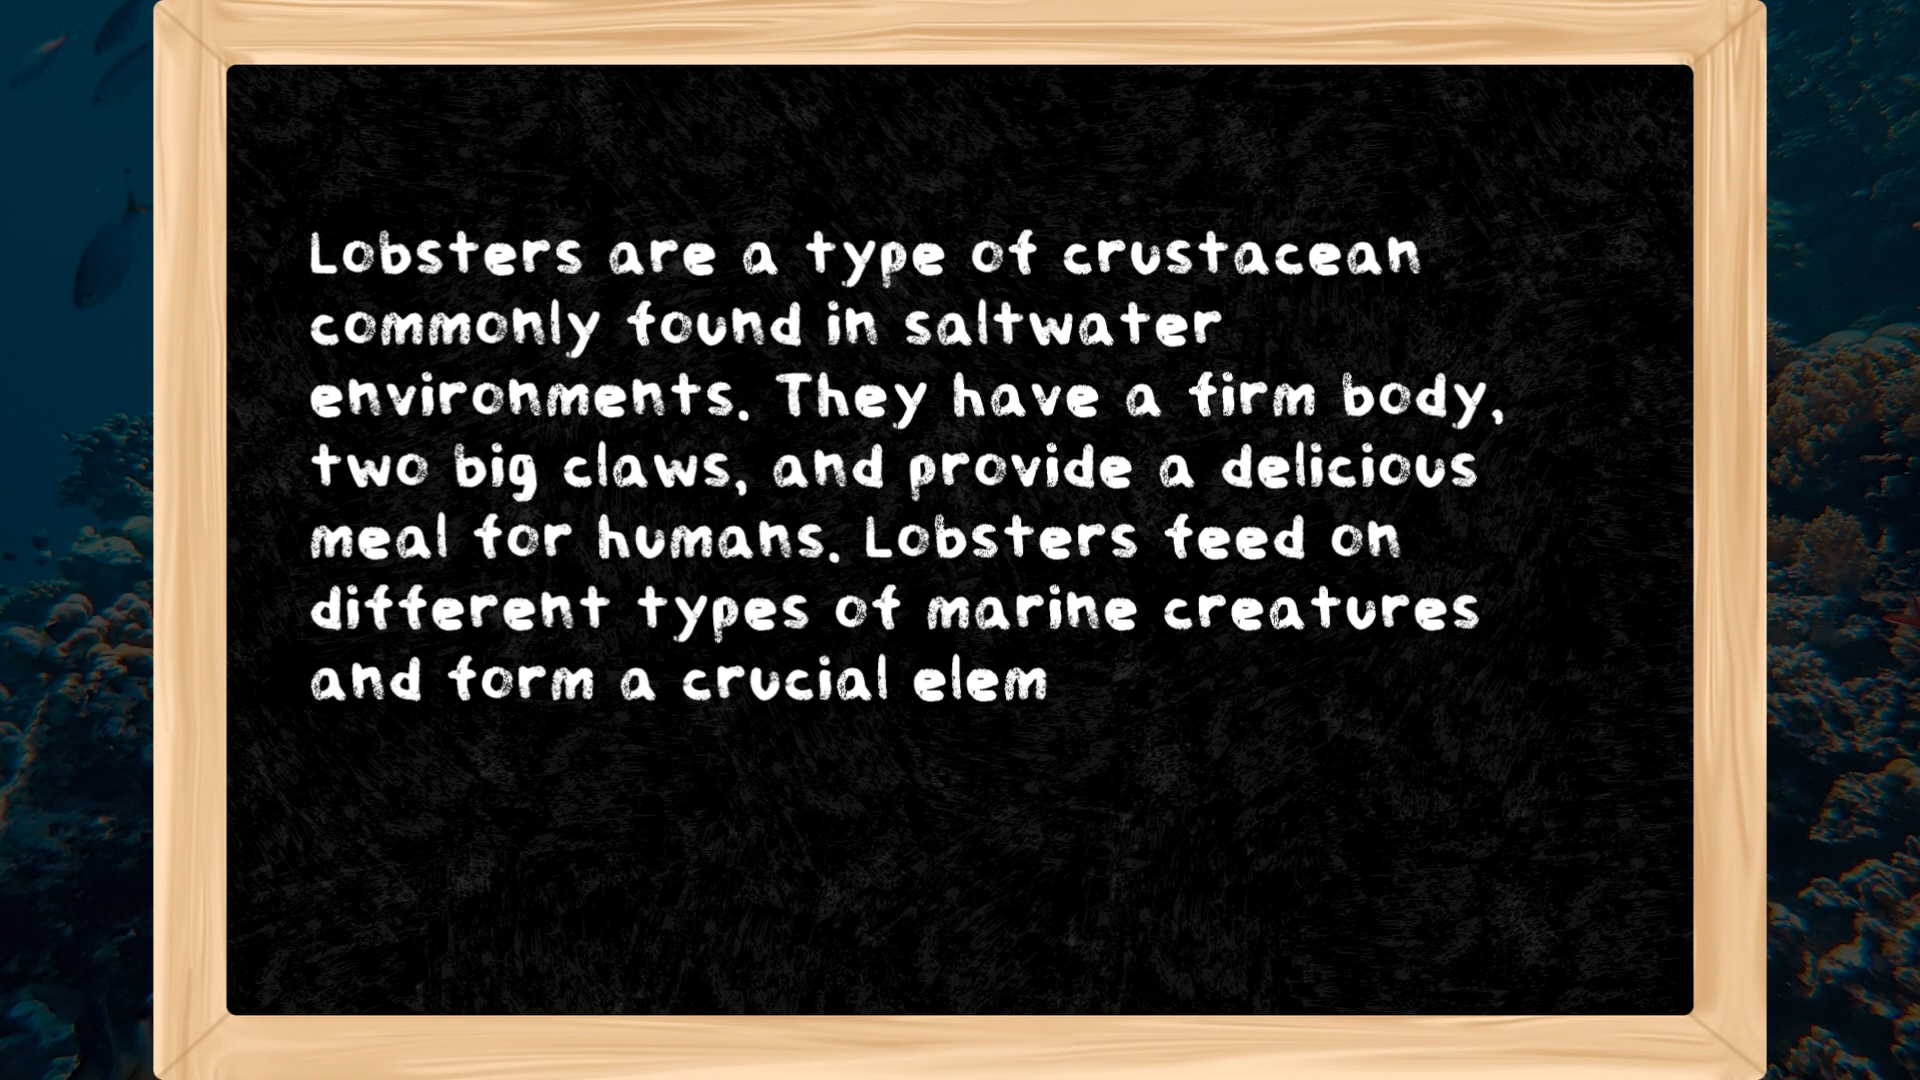 Lobsters are a type of crustacean
commonly found in saltwater
environments. They have a firm body,
two big claws, and provide a delicious
meal for humans. Lobsters feed on
different types of marine creatures
and form a crucial elem